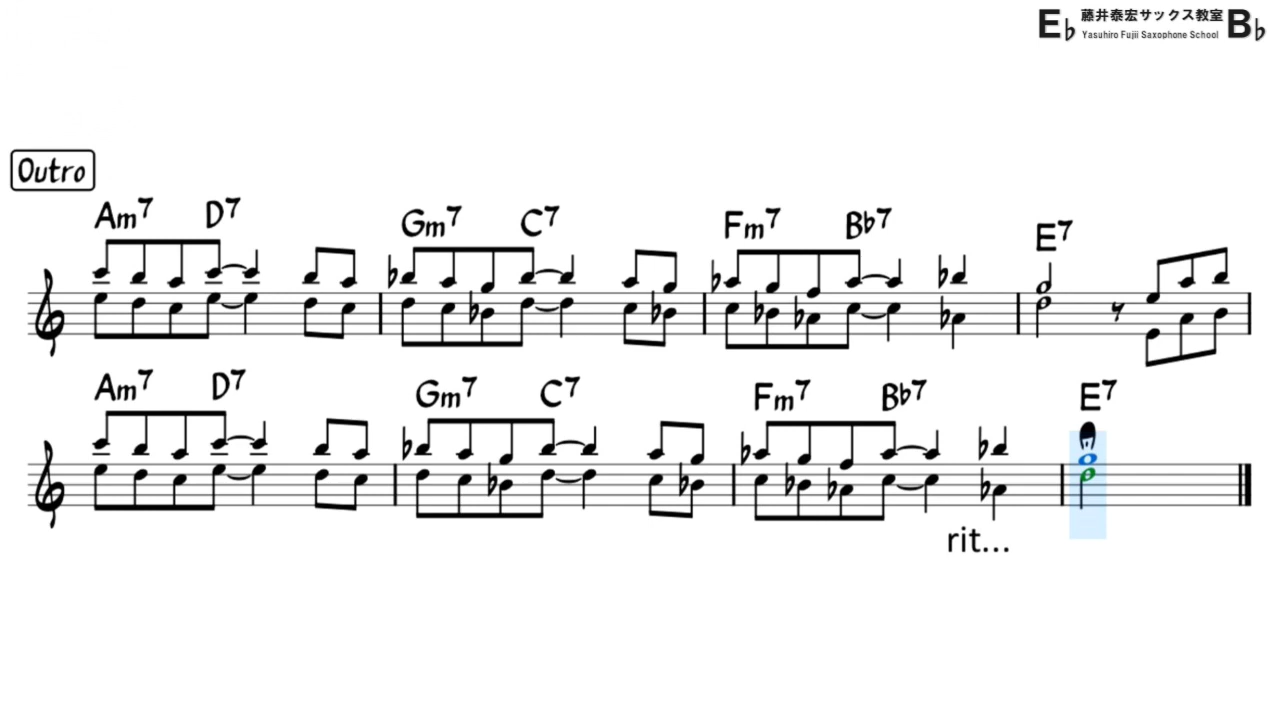 E♭ 藤井泰宏サックス教室 B♭
Yasuhiro Fujii Saxophone School
Outro
Am7 D7 Gm7 C7 Fm7 B♭7 E7
Am7 D7 Gm7 C7 Fm7 B♭7 E7
rit...